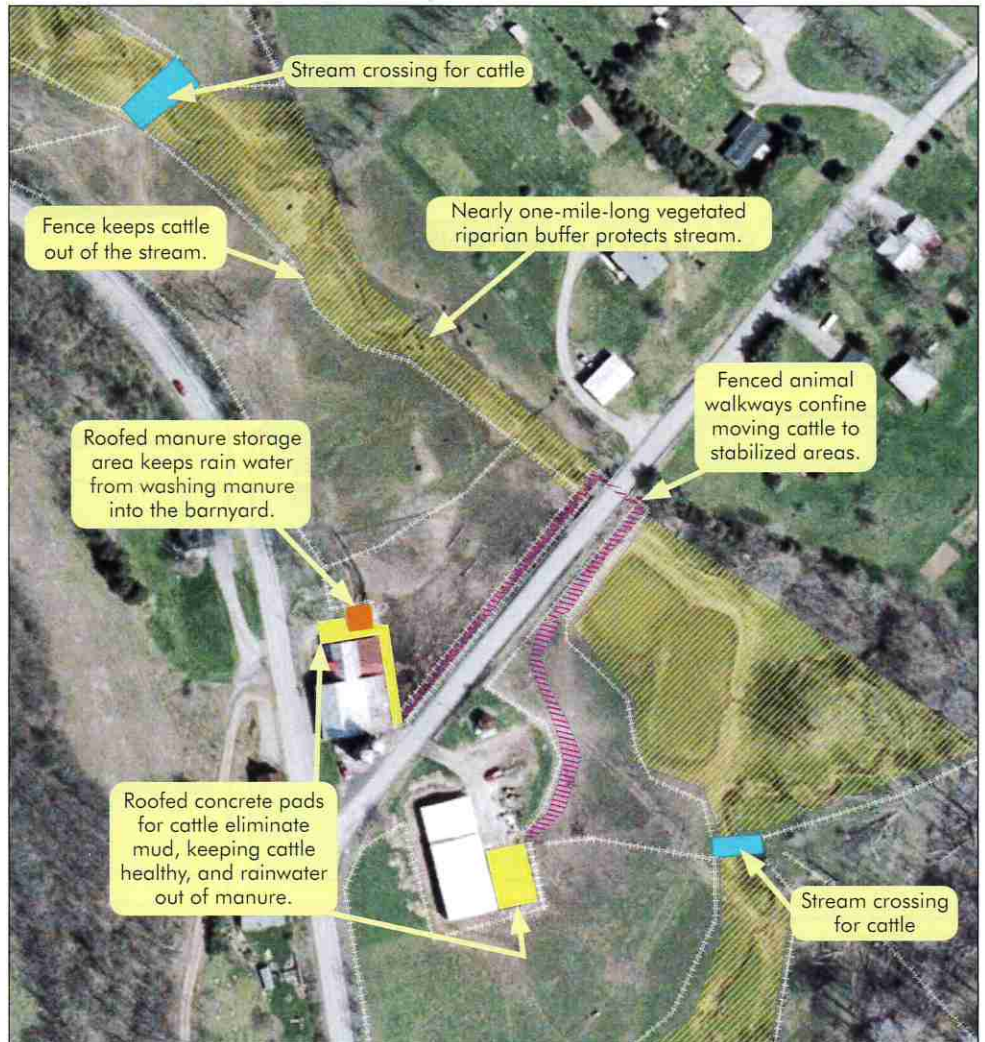 Stream crossing for cattle
Fence keeps cattle
out of the stream.
Nearly one-mile-long vegetated
riparian buffer protects stream.
Fenced animal
walkways confine
moving cattle to
stabilized areas.
Roofed manure storage
area keeps rain water
from washing manure
into the barnyard.
Roofed concrete pads
for cattle eliminate
mud, keeping cattle
healthy, and rainwater
out of manure.
Stream crossing
for cattle